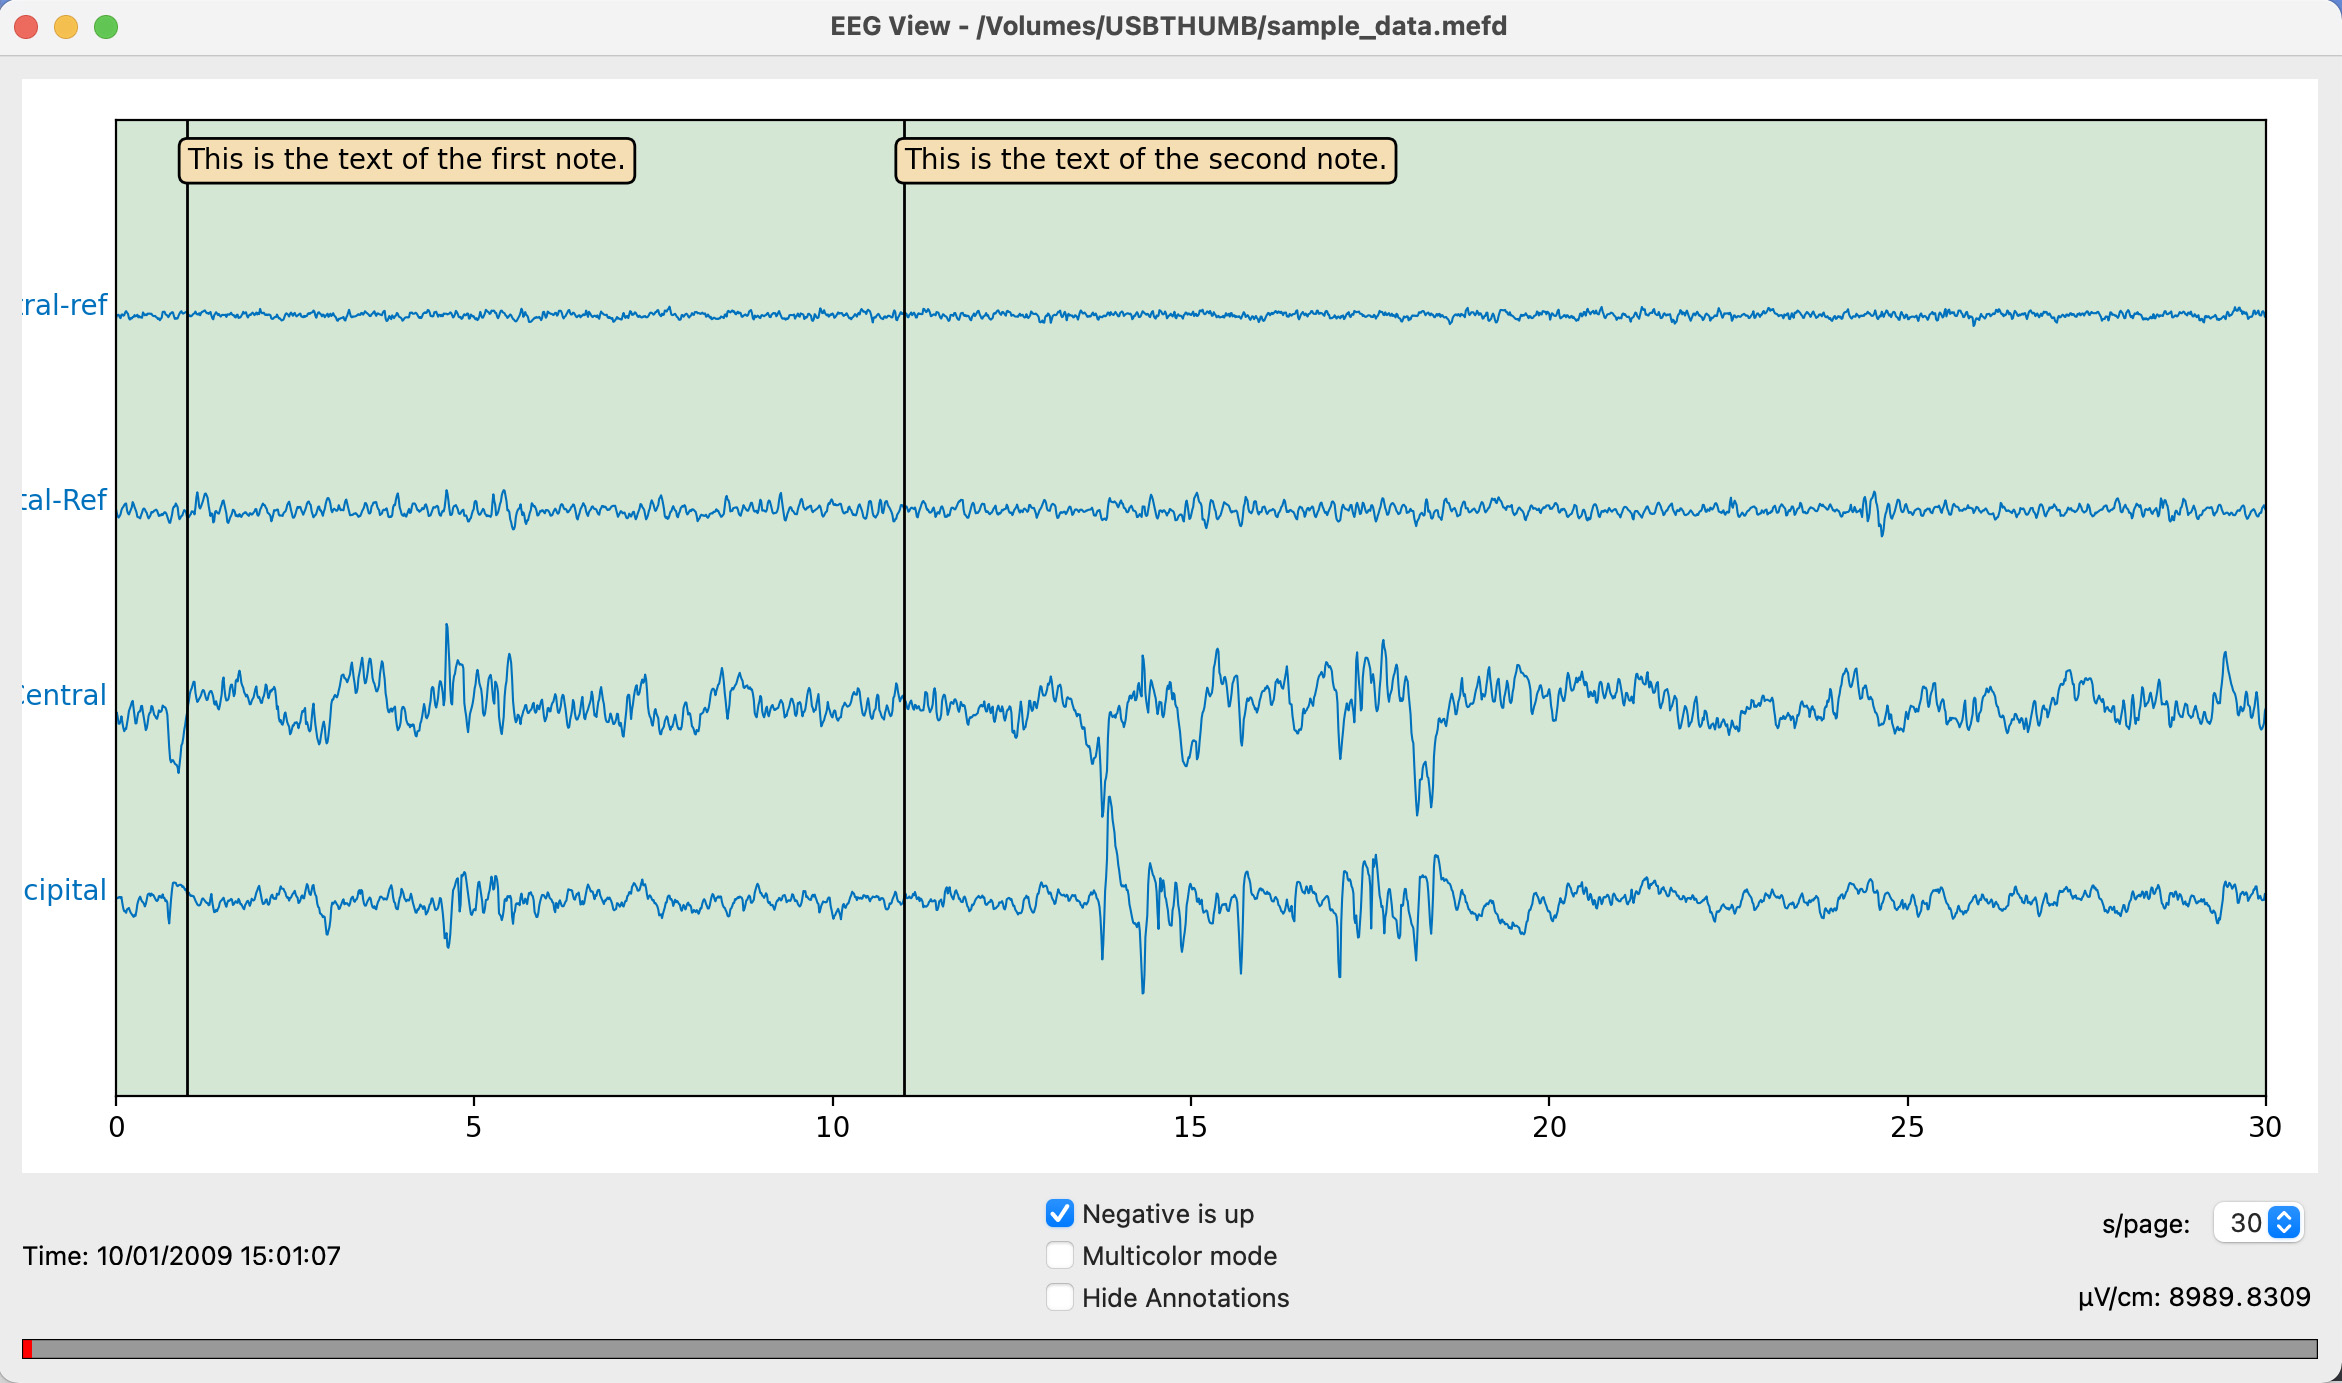 EEG View - /Volumes/USBTHUMB/sample_data.mefd
This is the text of the first note. This is the text of the second note.
ral-ref
tal-Ref
entral
cipital
0 5 10 15 20 25 30
Negative is up
Multicolor mode
Hide Annotations
Time: 10/01/2009 15:01:07
s/page: 30
µV/cm: 8989.8309